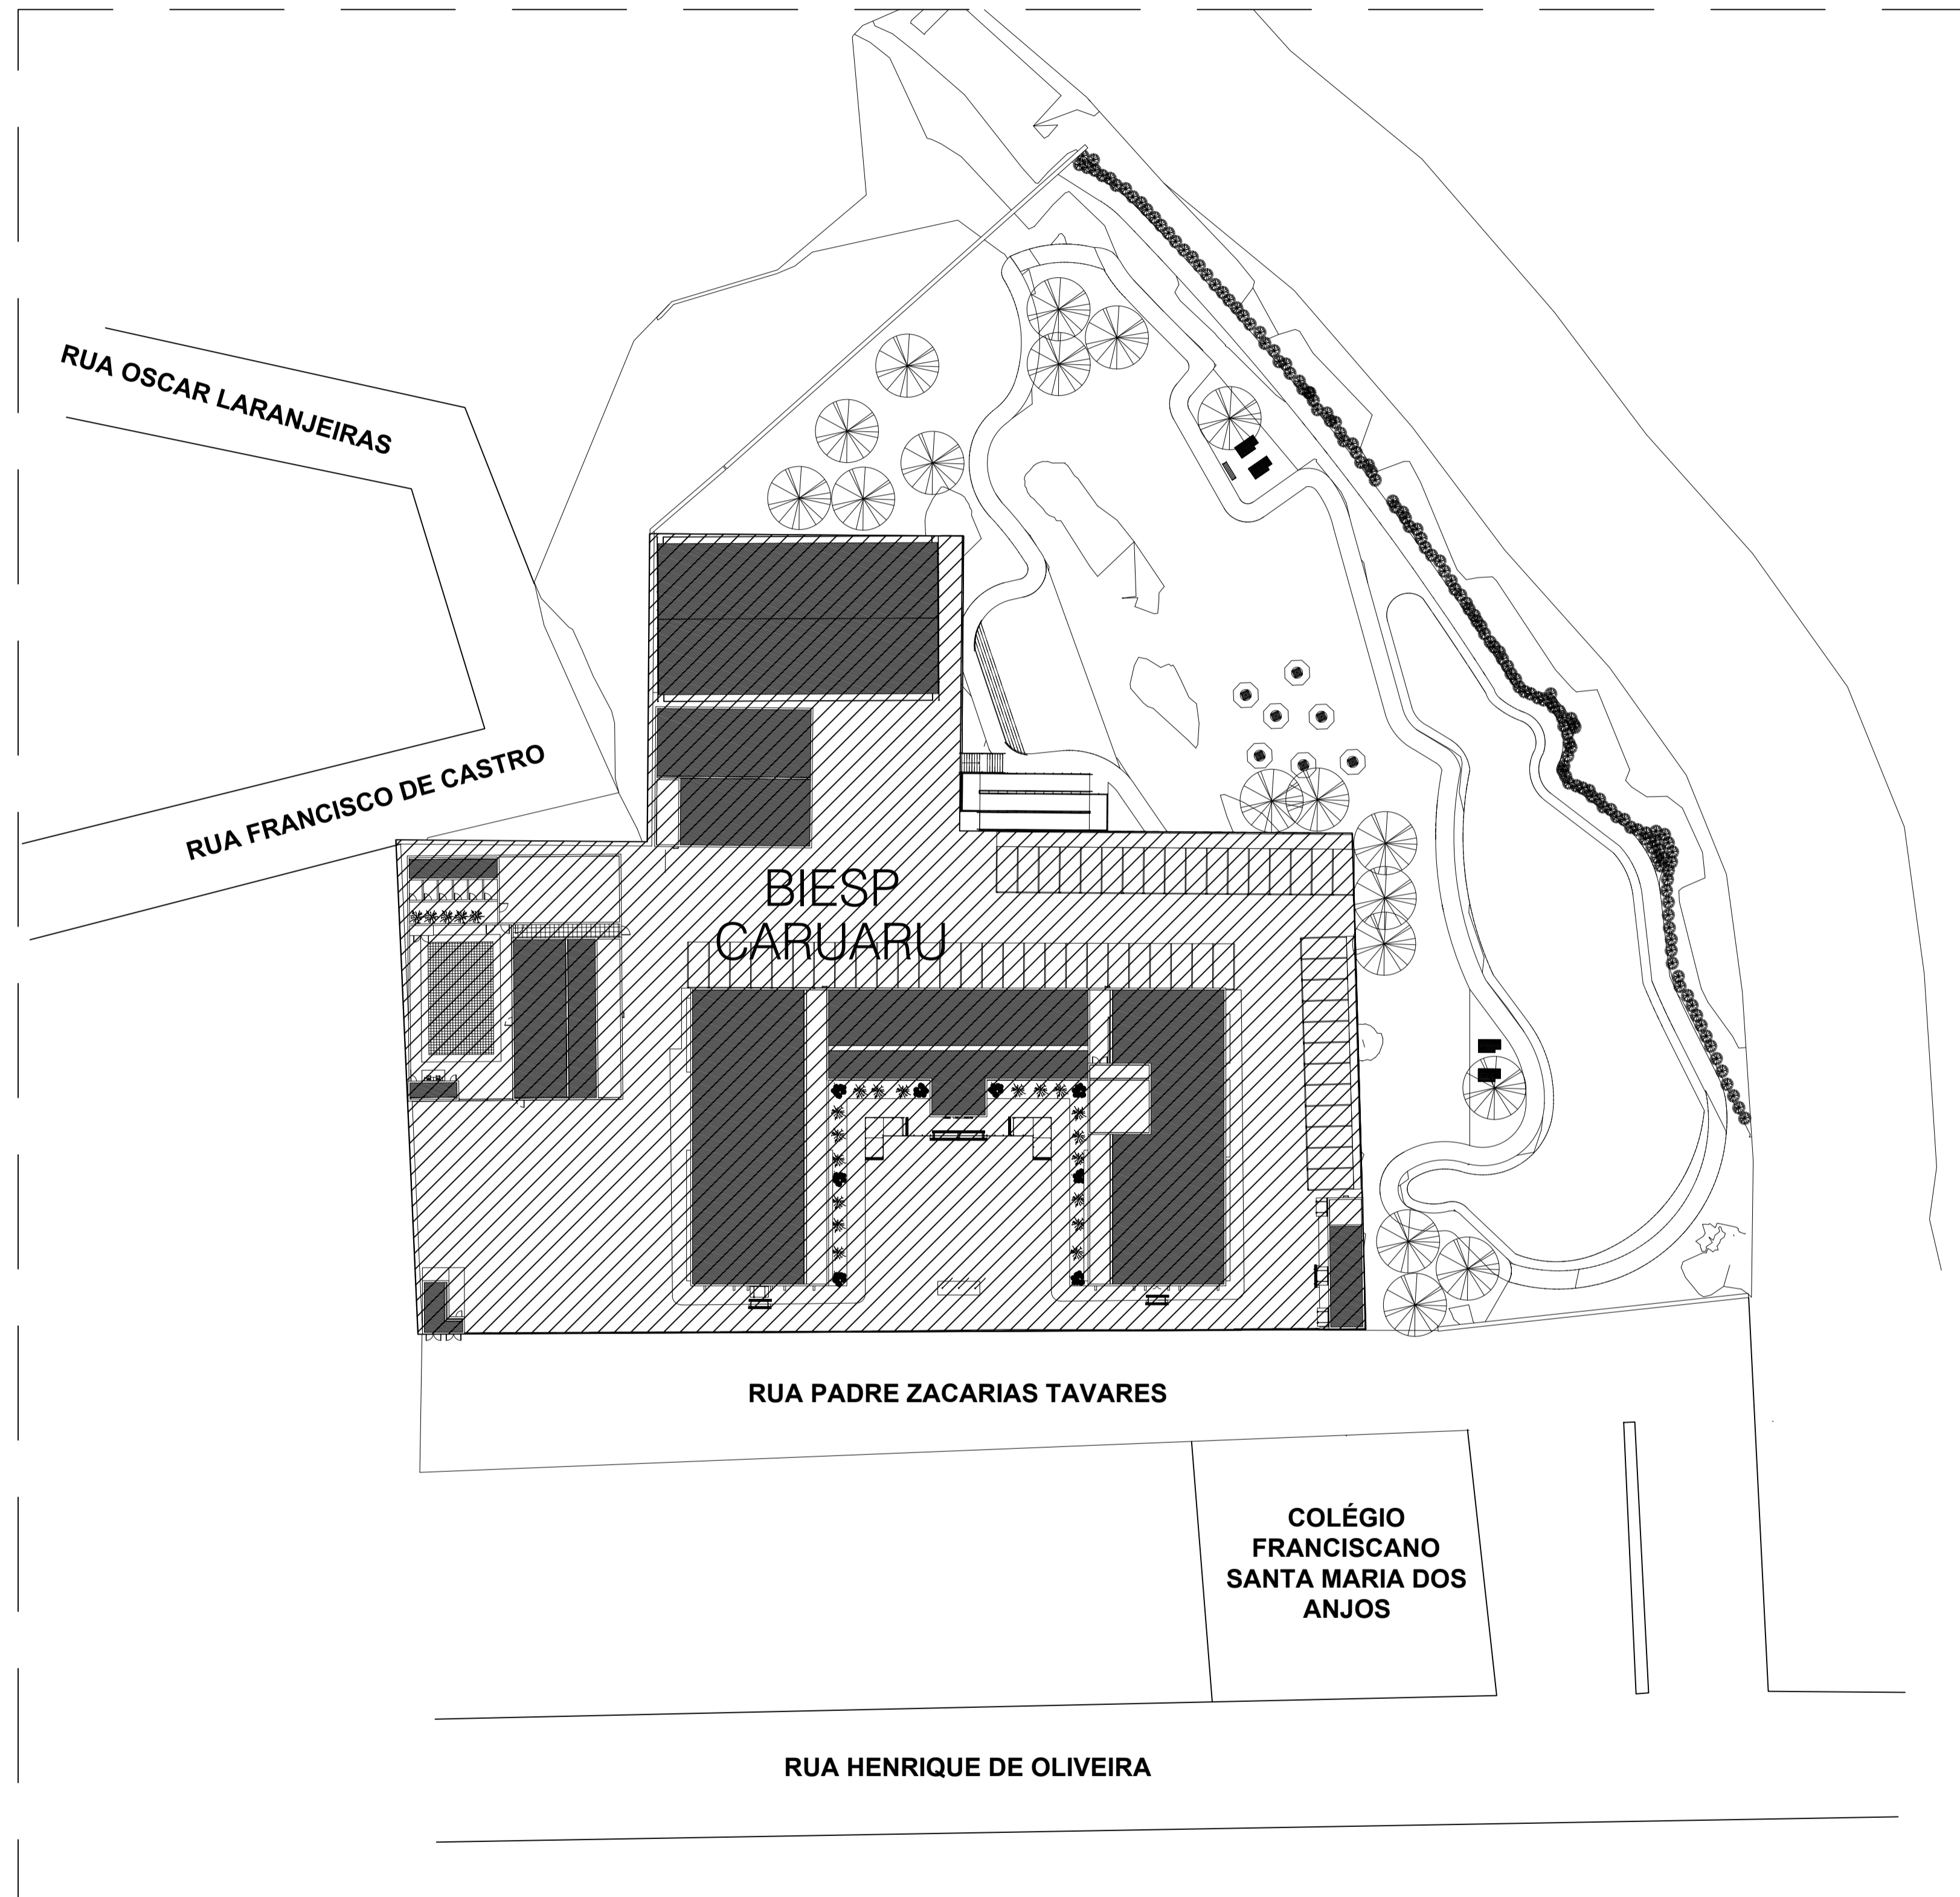 RUA OSCAR LARANJEIRAS
RUA FRANCISCO DE CASTRO
BIESP
CARUARU
RUA PADRE ZACARIAS TAVARES
COLÉGIO
FRANCISCANO
SANTA MARIA DOS
ANJOS
RUA HENRIQUE DE OLIVEIRA